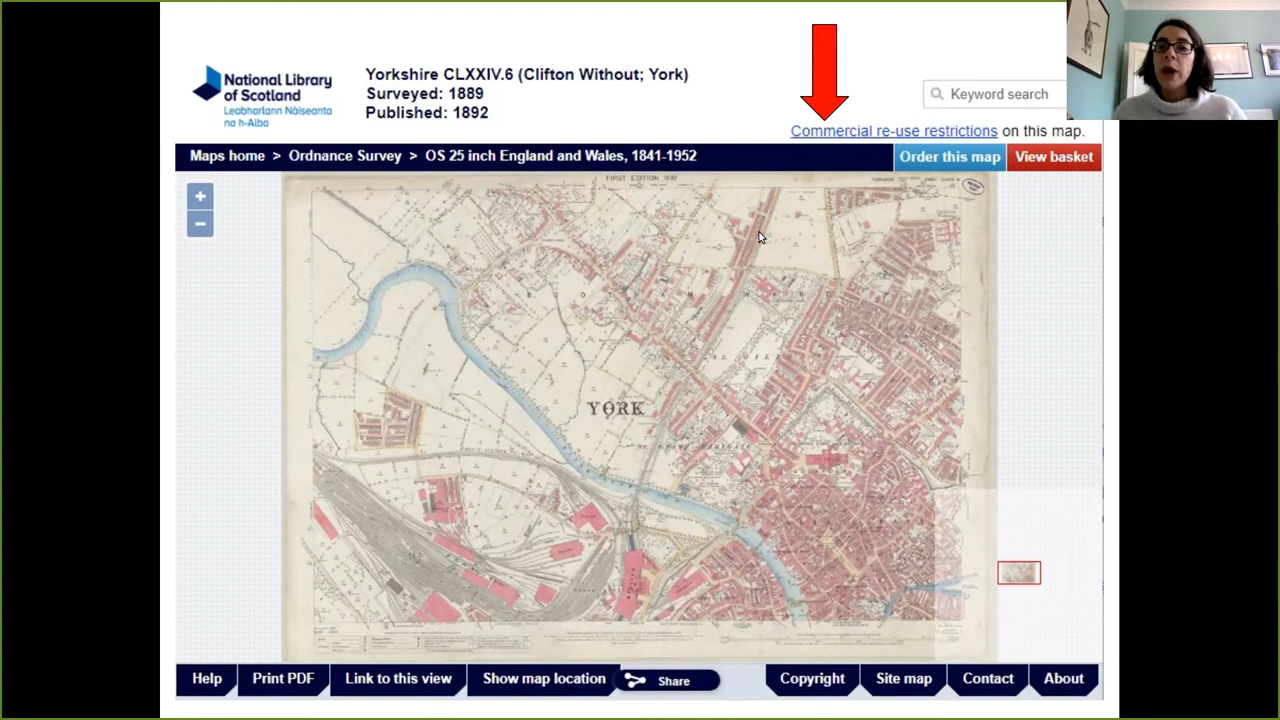 National Library
of Scotland
Leabharlann Nàiseanta
na h-Alba
Yorkshire CLXXIV.6 (Clifton Without; York)
Surveyed: 1889
Published: 1892
Keyword search
Commercial re-use restrictions on this map.
Maps home > Ordnance Survey > OS 25 inch England and Wales, 1841-1952
Order this map
View basket
+
−
YORK
Help
Print PDF
Link to this view
Show map location
Share
Copyright
Site map
Contact
About